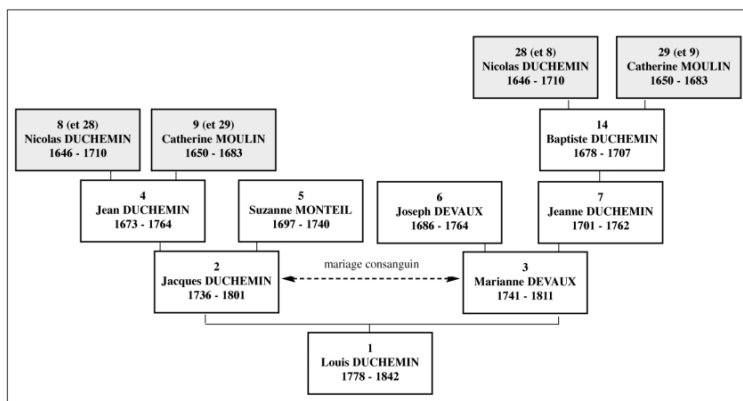 28 (et 8)
Nicolas DUCHEMIN
1646 - 1710
29 (et 9)
Catherine MOULIN
1650 - 1683
8 (et 28)
Nicolas DUCHEMIN
1646 - 1710
9 (et 29)
Catherine MOULIN
1650 - 1683
14
Baptiste DUCHEMIN
1678 - 1707
4
Jean DUCHEMIN
1673 - 1764
5
Suzanne MONTEIL
1697 - 1740
6
Joseph DEVAUX
1686 - 1764
7
Jeanne DUCHEMIN
1701 - 1762
2
Jacques DUCHEMIN
1736 - 1801
mariage consanguin
3
Marianne DEVAUX
1741 - 1811
1
Louis DUCHEMIN
1778 - 1842